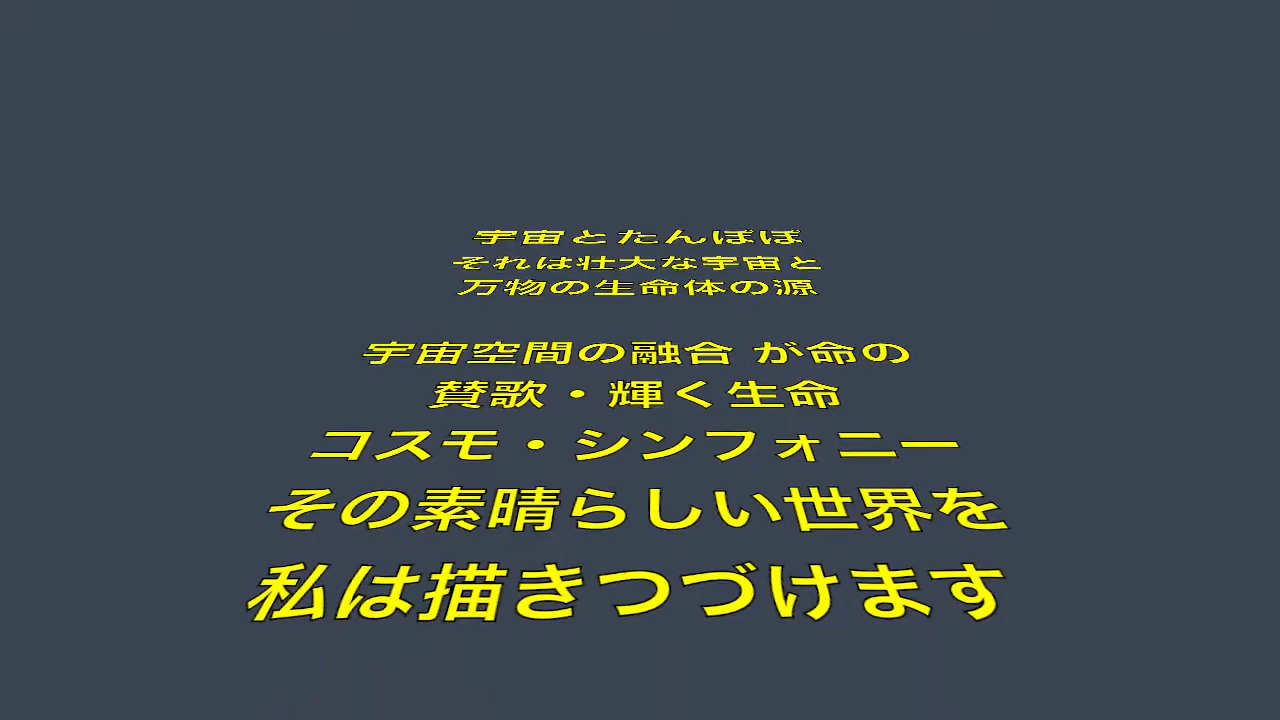 宇宙とたんぽぽ
それは壮大な宇宙と
万物の生命体の源
宇宙空間の融合 が命の
賛歌・輝く生命
コスモ・シンフォニー
その素晴らしい世界を
私は描きつづけます